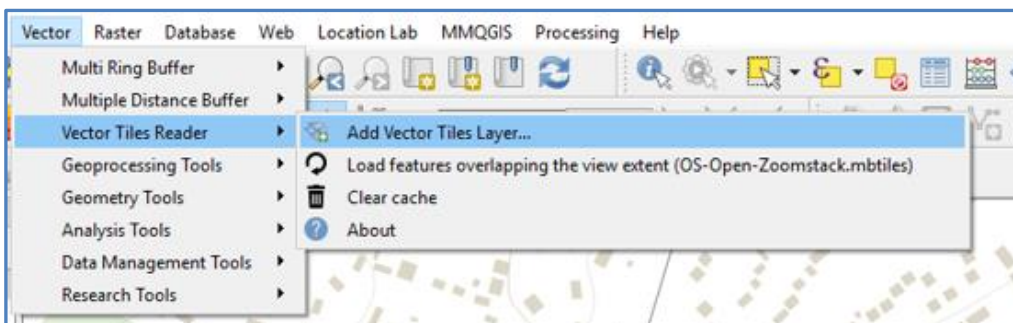 Vector Raster Database Web Location Lab MMQGIS Processing Help
Multi Ring Buffer
Multiple Distance Buffer
Vector Tiles Reader
Add Vector Tiles Layer...
Geoprocessing Tools
Load features overlapping the view extent (OS-Open-Zoomstack.mbtiles)
Geometry Tools
Clear cache
Analysis Tools
About
Data Management Tools
Research Tools